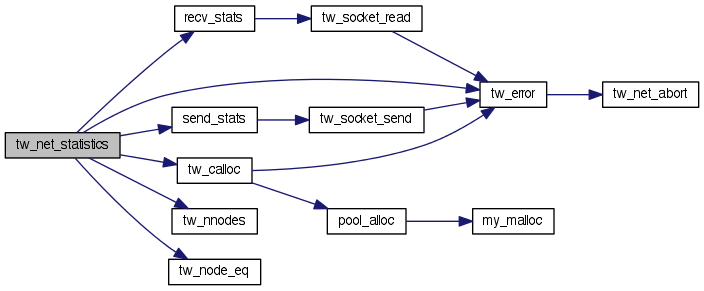 recv_stats
tw_socket_read
tw_error
tw_net_abort
send_stats
tw_socket_send
tw_net_statistics
tw_calloc
tw_nnodes
pool_alloc
my_malloc
tw_node_eq